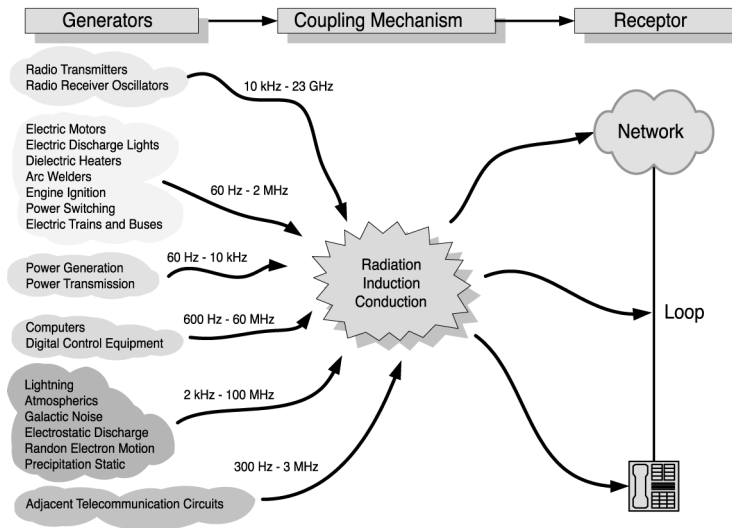 Generators
Coupling Mechanism
Receptor
Radio Transmitters
Radio Receiver Oscillators
10 kHz - 23 GHz
Electric Motors
Electric Discharge Lights
Dielectric Heaters
Arc Welders
Engine Ignition
Power Switching
Electric Trains and Buses
60 Hz - 2 MHz
Power Generation
Power Transmission
60 Hz - 10 kHz
Computers
Digital Control Equipment
600 Hz - 60 MHz
Lightning
Atmospherics
Galactic Noise
Electrostatic Discharge
Randon Electron Motion
Precipitation Static
2 kHz - 100 MHz
Adjacent Telecommunication Circuits
300 Hz - 3 MHz
Radiation
Induction
Conduction
Network
Loop